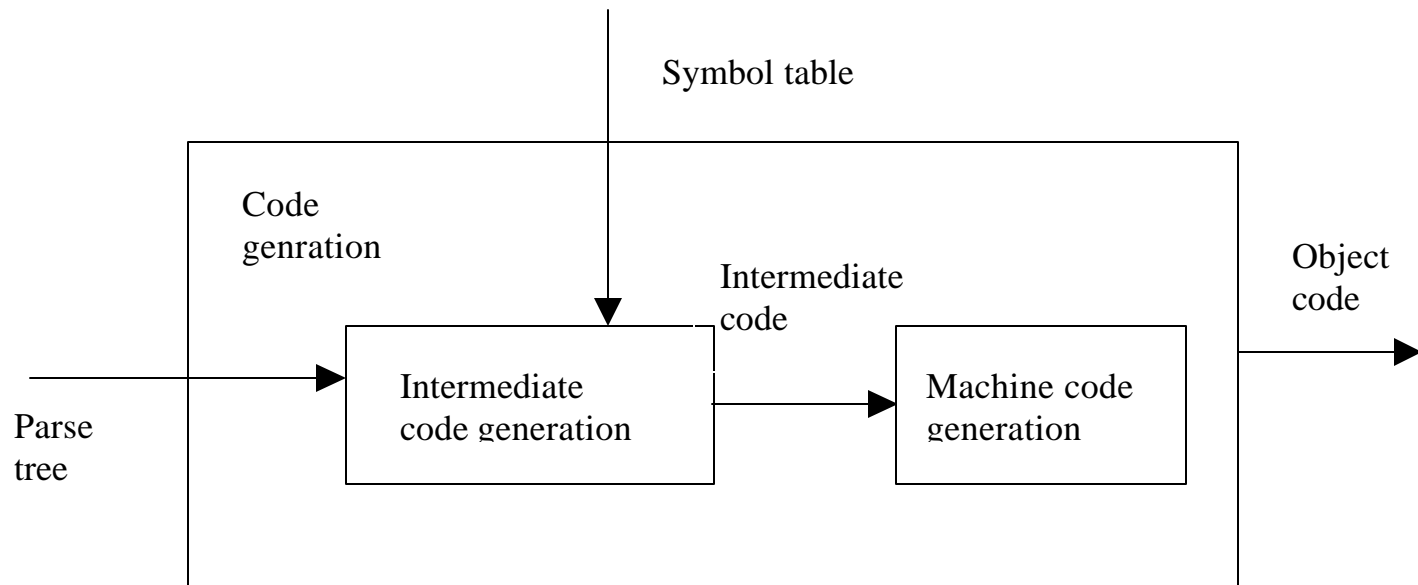 Symbol table
Code
genration
Intermediate
code
Object
code
Intermediate
code generation
Machine code
generation
Parse
tree